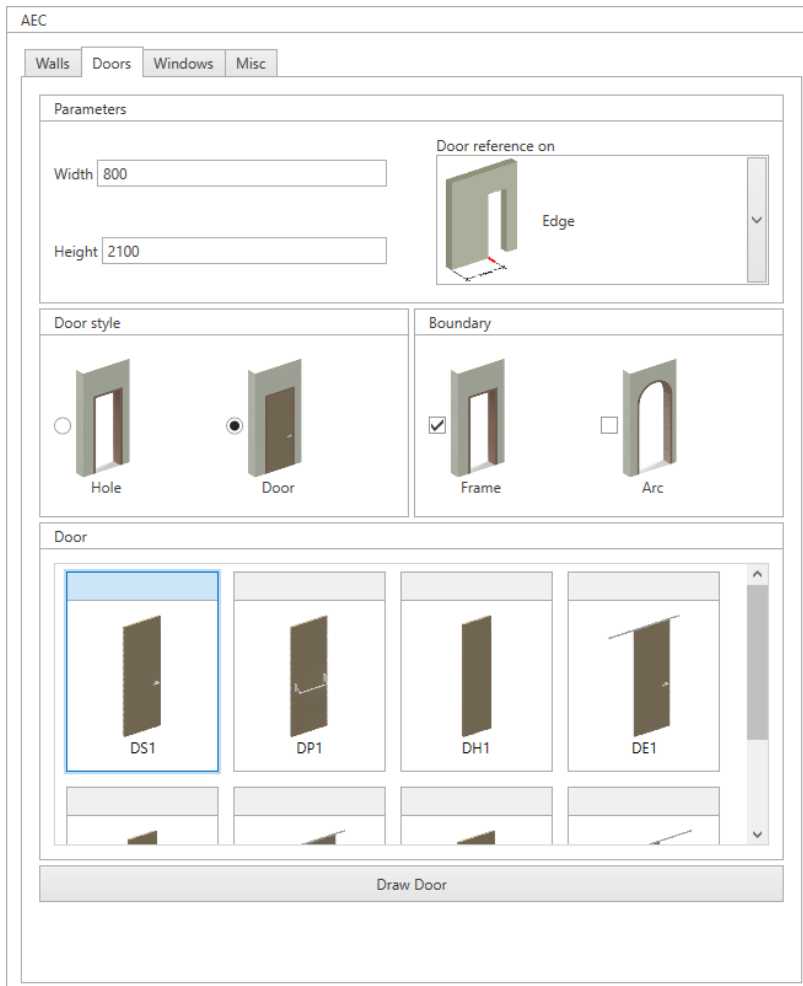 AEC
Walls Doors Windows Misc
Parameters
Door reference on
Width 800
Edge
Height 2100
Door style
Boundary
Hole Door
Frame Arc
Door
DS1 DP1 DH1 DE1
Draw Door